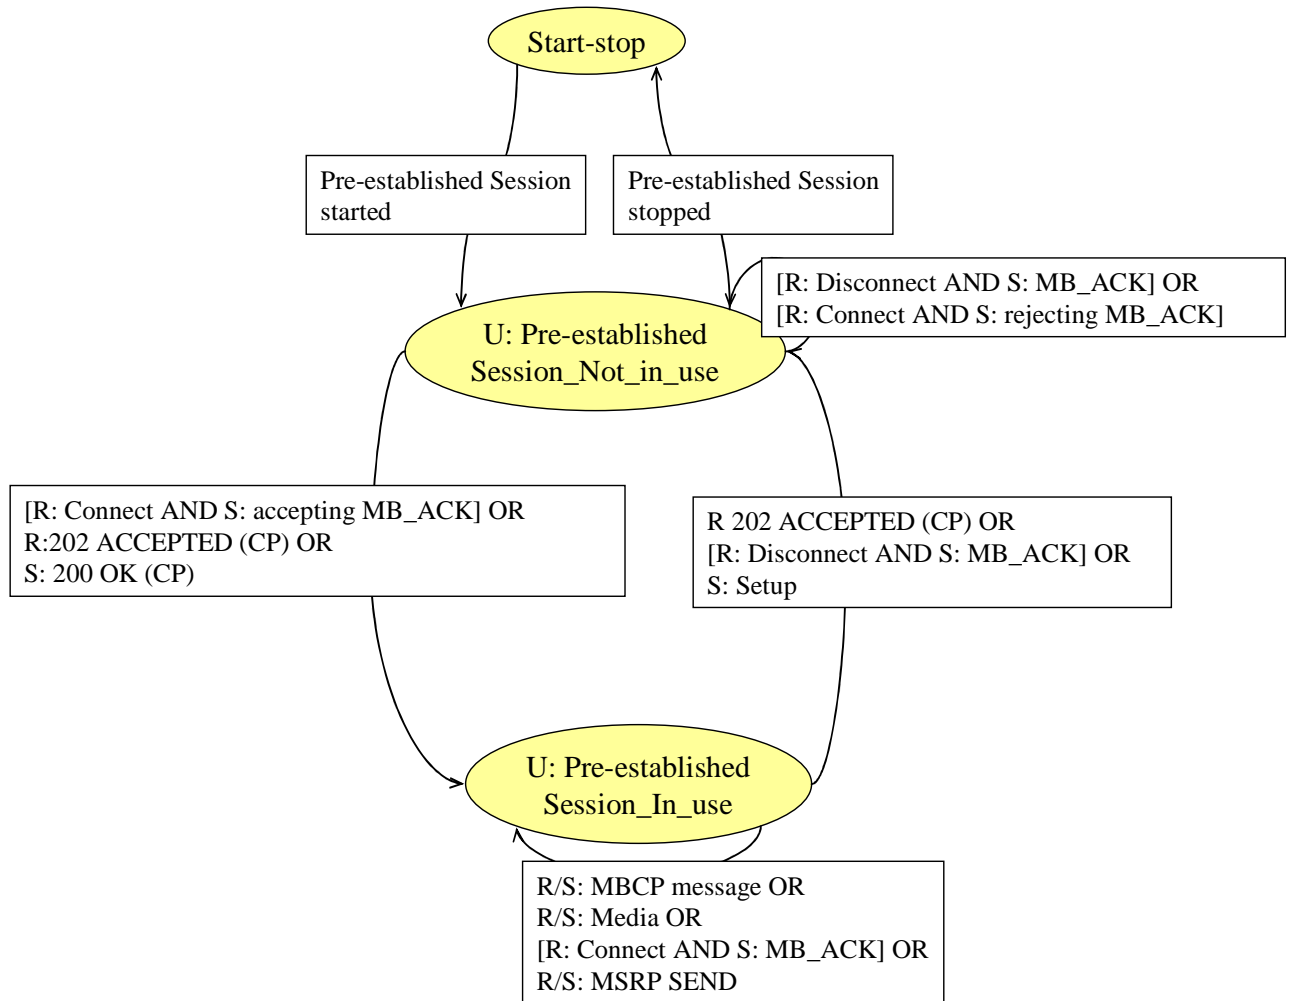 Start-stop
Pre-established Session
started
Pre-established Session
stopped
[R: Disconnect AND S: MB_ACK] OR
[R: Connect AND S: rejecting MB_ACK]
U: Pre-established
Session_Not_in_use
[R: Connect AND S: accepting MB_ACK] OR
R:202 ACCEPTED (CP) OR
S: 200 OK (CP)
R 202 ACCEPTED (CP) OR
[R: Disconnect AND S: MB_ACK] OR
S: Setup
U: Pre-established
Session_In_use
R/S: MBCP message OR
R/S: Media OR
[R: Connect AND S: MB_ACK] OR
R/S: MSRP SEND